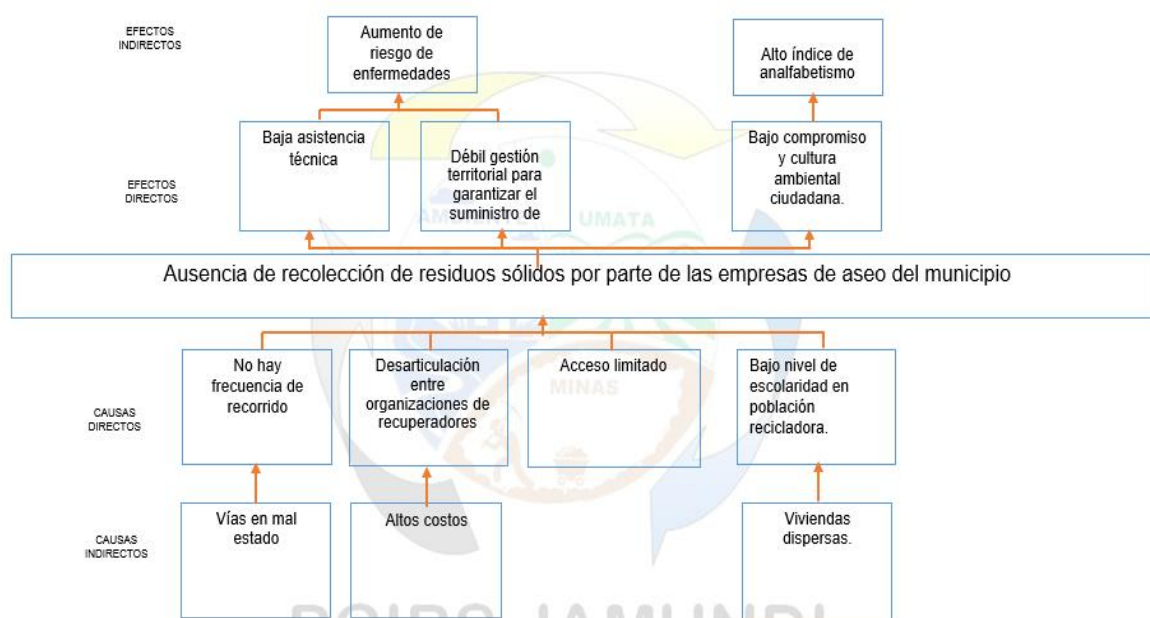 EFECTOS
INDIRECTOS
Aumento de
riesgo de
enfermedades
Alto índice de
analfabetismo
EFECTOS
DIRECTOS
Baja asistencia
técnica
Débil gestión
territorial para
garantizar el
suministro de
Bajo compromiso
y cultura
ambiental
ciudadana.
UMATA
Ausencia de recolección de residuos sólidos por parte de las empresas de aseo del municipio
CAUSAS
DIRECTOS
No hay
frecuencia de
recorrido
Desarticulación
entre
organizaciones de
recuperadores
Acceso limitado
Bajo nivel de
escolaridad en
población
recicladora.
MINAS
CAUSAS
INDIRECTOS
Vías en mal
estado
Altos costos
Viviendas
dispersas.
JAMUNDI